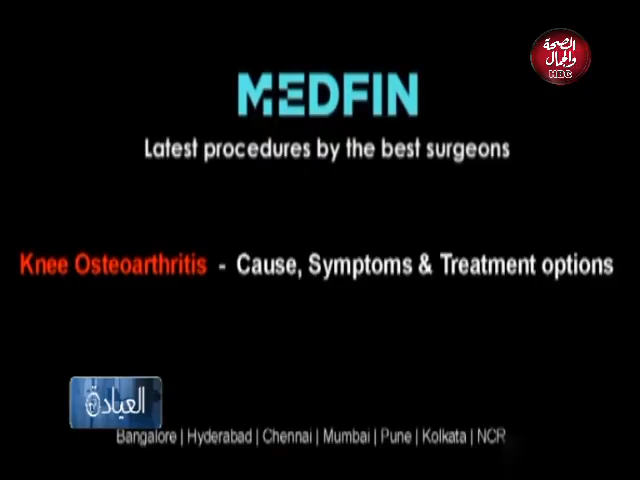 الصحة
والجمال
HBC
MEDFIN
Latest procedures by the best surgeons
Knee Osteoarthritis - Cause, Symptoms & Treatment options
العيادة
Bangalore | Hyderabad | Chennai | Mumbai | Pune | Kolkata | NCR